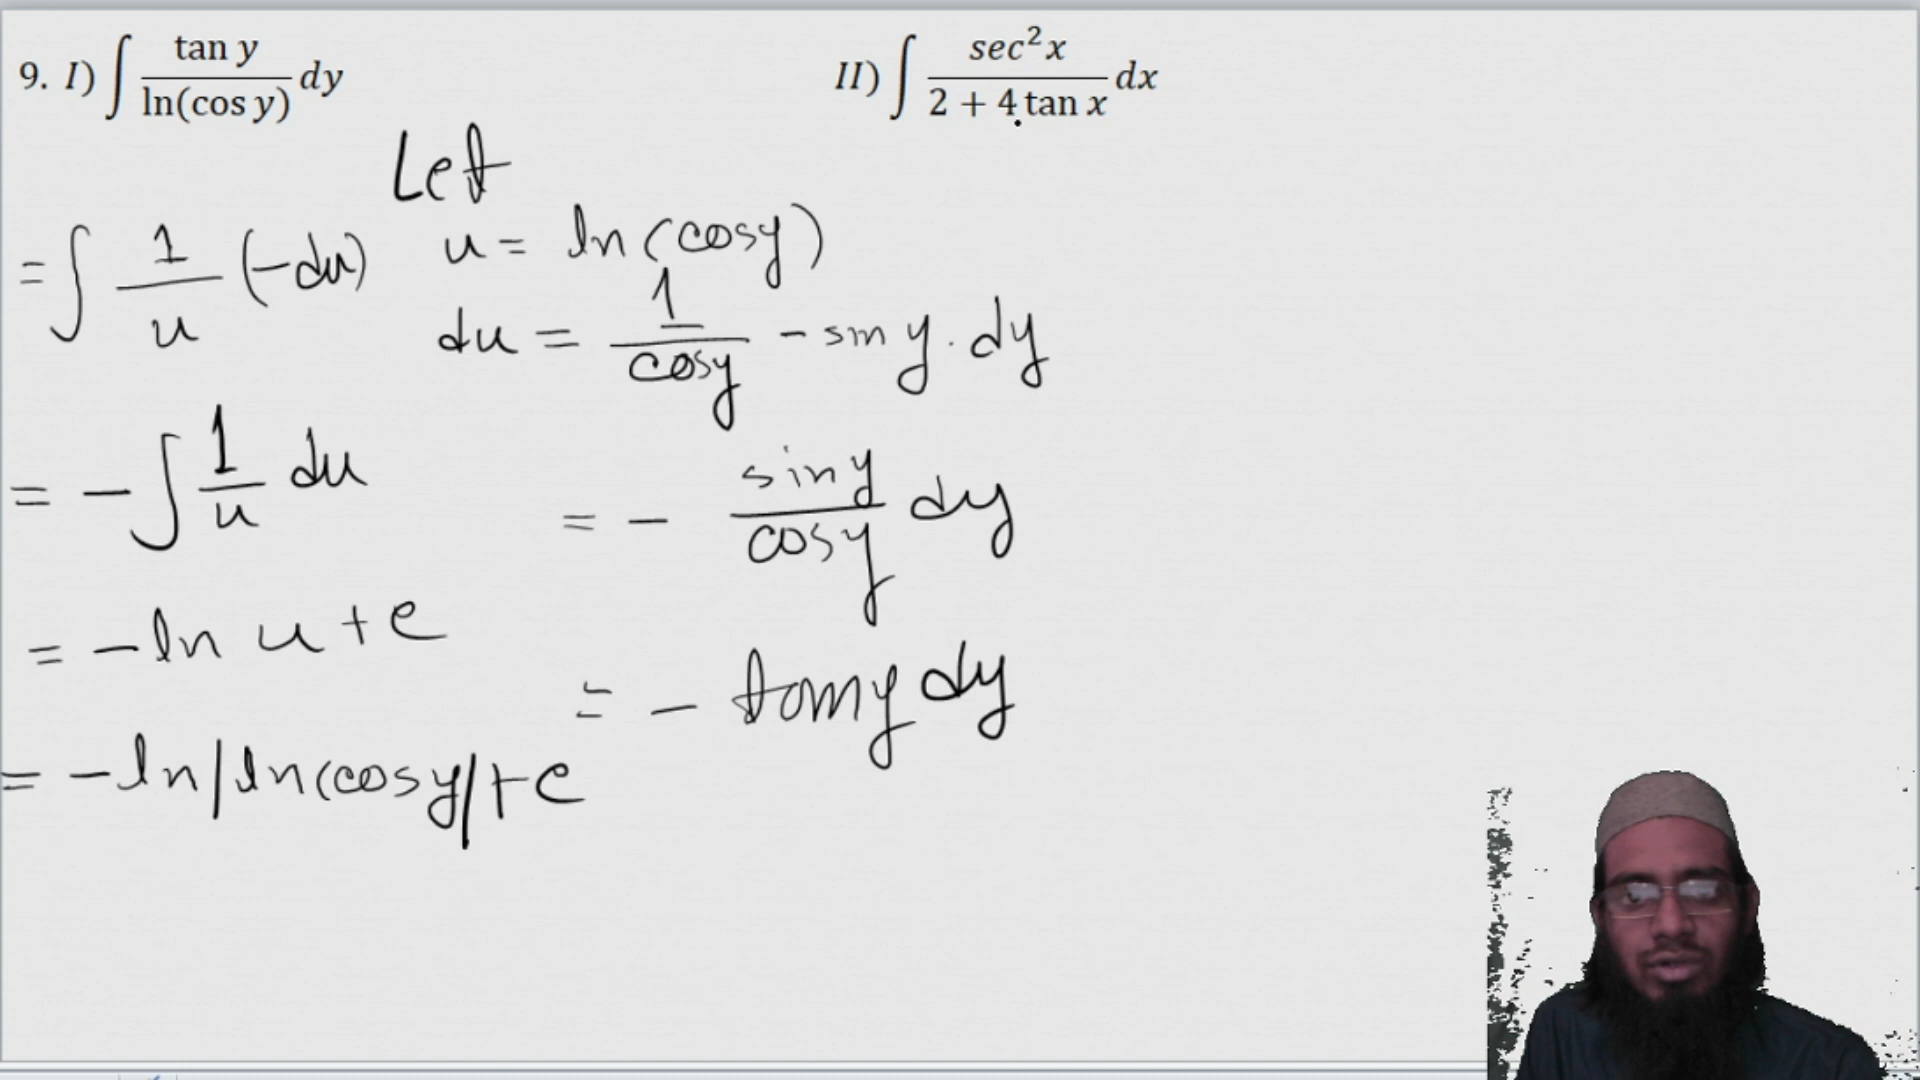 9. I) ∫ tan y / ln(cos y) dy
II) ∫ sec²x / 2 + 4 tan x dx
Let
= ∫ 1/u (-du)
u = ln(cosy)
du = 1/cosy - siny . dy
= - ∫ 1/u du
= - siny/cosy dy
= -ln u + c
= - tany dy
= -ln|ln(cosy| + c